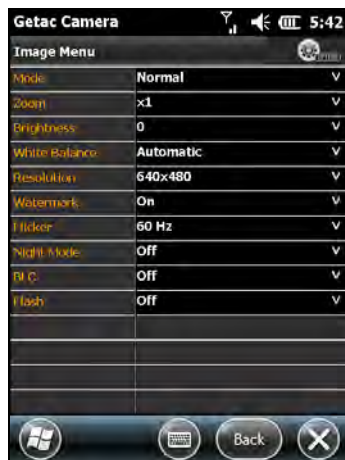 Getac Camera 5:42
Image Menu
Mode Normal
Zoom x1
Brightness 0
White Balance Automatic
Resolution 640x480
Watermark On
Flicker 60 Hz
Night Mode Off
BLC Off
Flash Off
Back